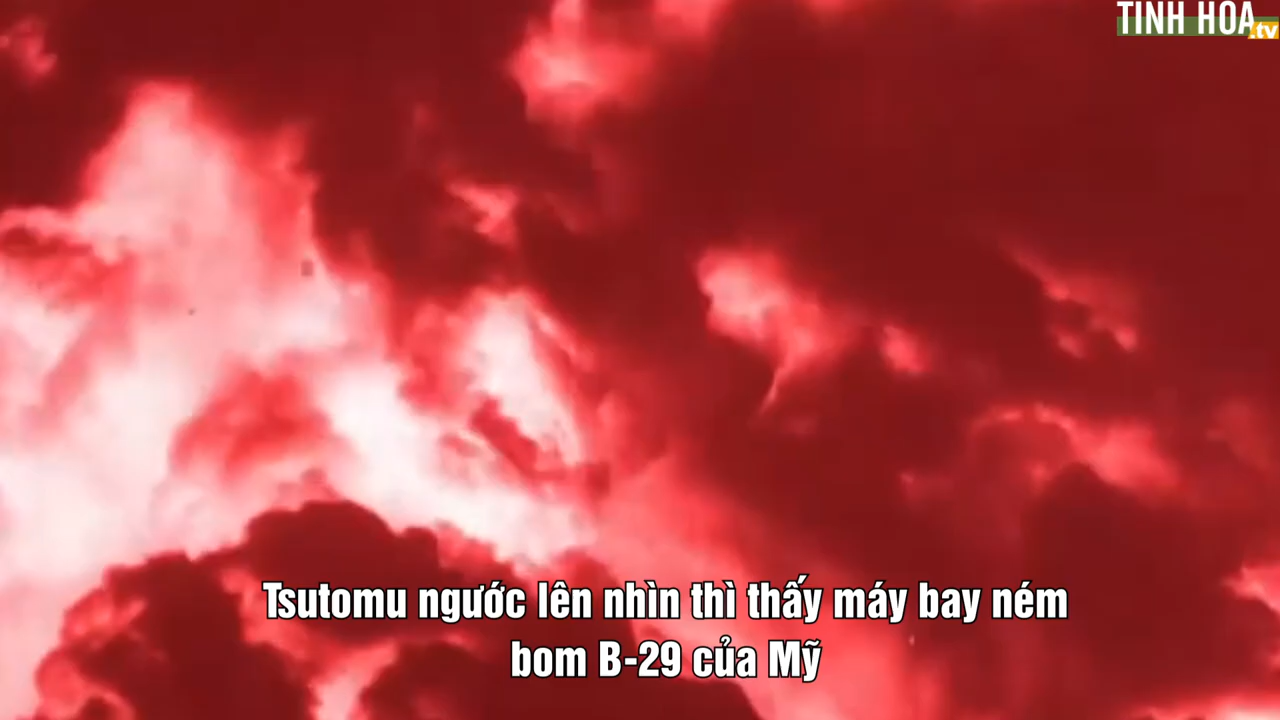 TINH HOA
.tv
Tsutomu ngước lên nhìn thì thấy máy bay ném
bom B-29 của Mỹ